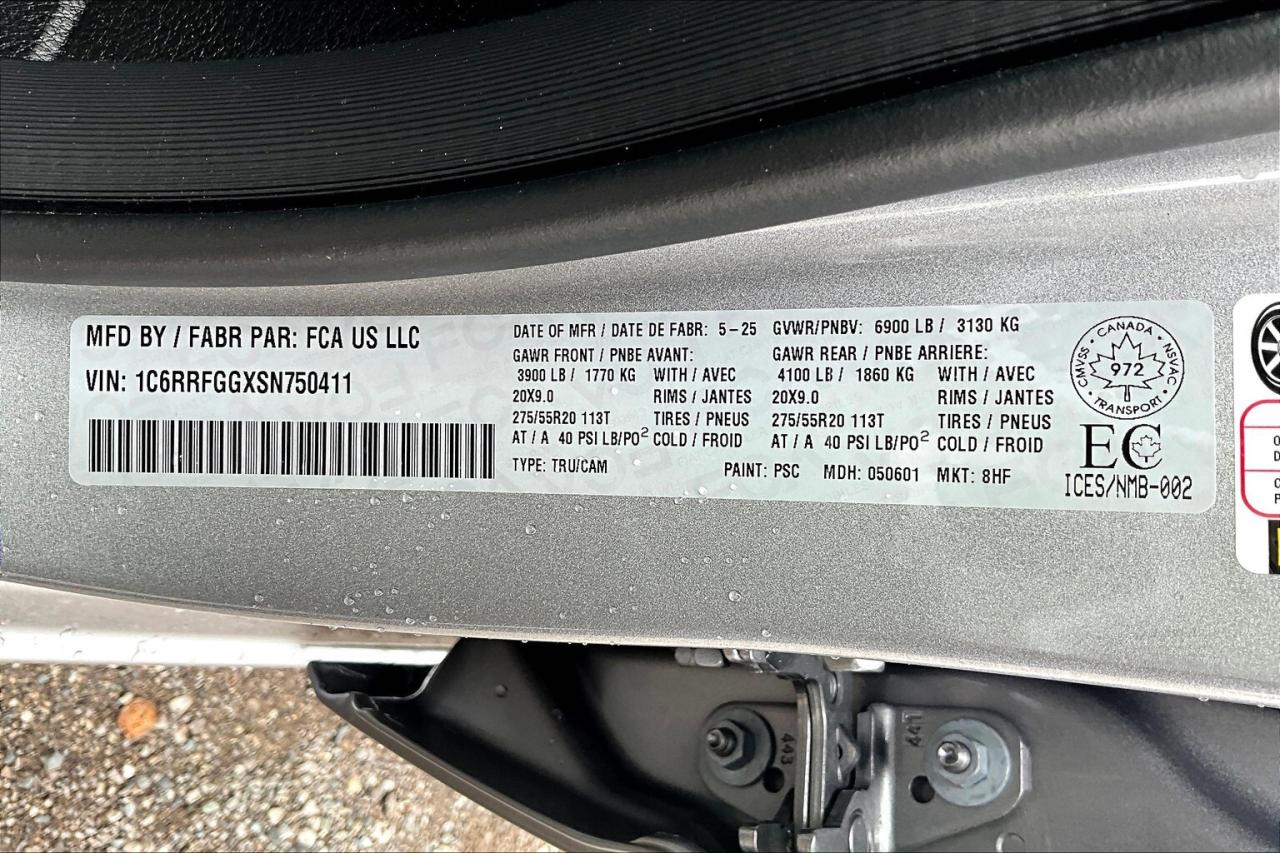 MFD BY / FABR PAR: FCA US LLC
VIN: 1C6RRFGGXSN750411
DATE OF MFR / DATE DE FABR: 5-25 GVWR/PNBV: 6900 LB / 3130 KG
GAWR FRONT / PNBE AVANT: GAWR REAR / PNBE ARRIERE:
3900 LB / 1770 KG WITH / AVEC 4100 LB / 1860 KG WITH / AVEC
20X9.0 RIMS / JANTES 20X9.0 RIMS / JANTES
275/55R20 113T TIRES / PNEUS 275/55R20 113T TIRES / PNEUS
AT / A 40 PSI LB/PO² COLD / FROID AT / A 40 PSI LB/PO² COLD / FROID
TYPE: TRU/CAM PAINT: PSC MDH: 050601 MKT: 8HF
CANADA
CMVSS 972 NSVAC
TRANSPORT
EC
ICES/NMB-002
443